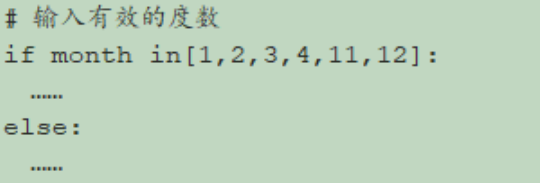 # 输入有效的度数
if month in[1,2,3,4,11,12]:
  ……
else:
  ……